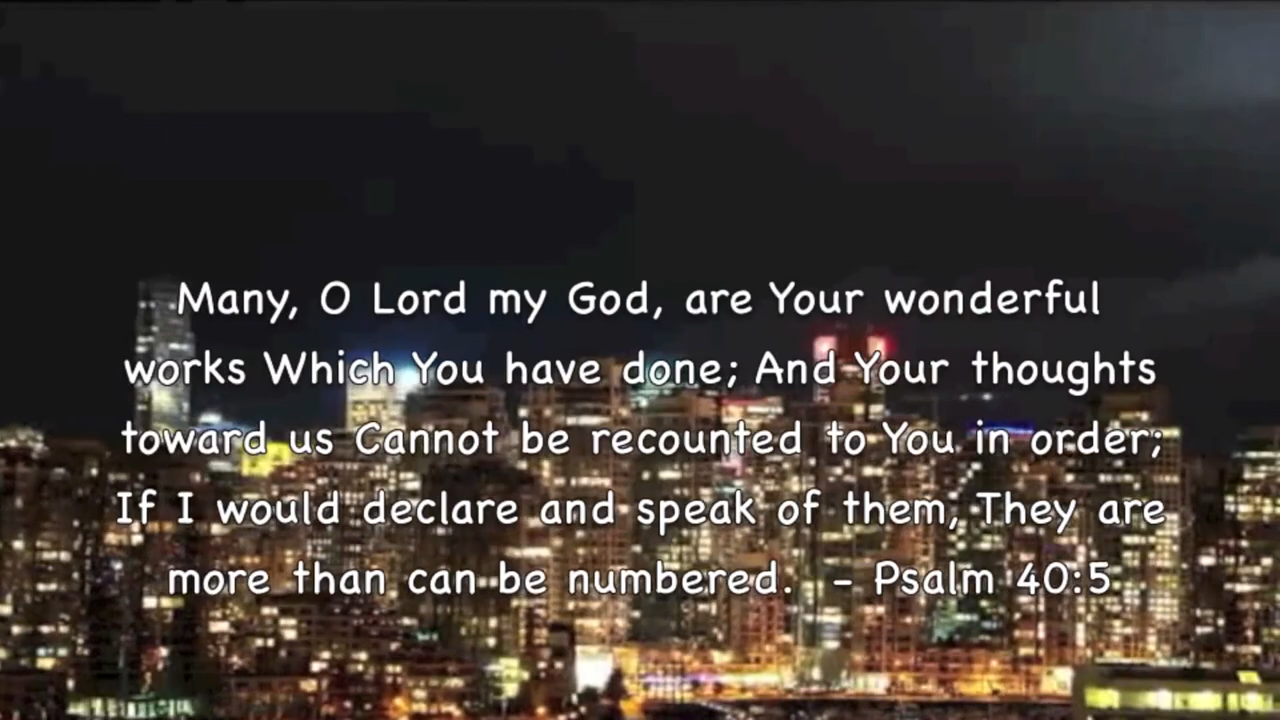 Many, O Lord my God, are Your wonderful
works Which You have done; And Your thoughts
toward us Cannot be recounted to You in order;
If I would declare and speak of them, They are
more than can be numbered. – Psalm 40:5